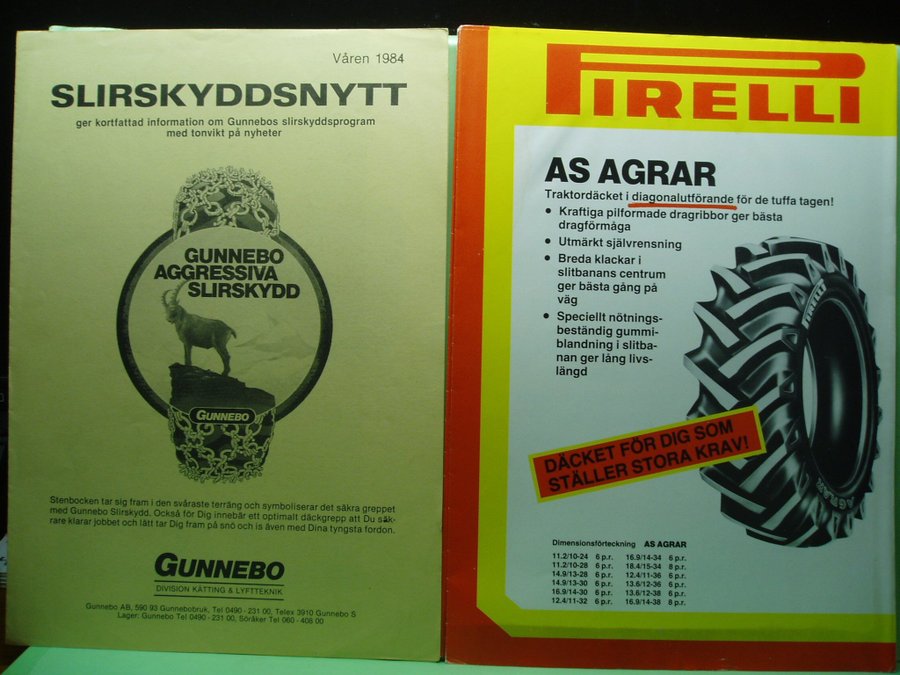 Våren 1984
SLIRSKYDDSNYTT
ger kortfattad information om Gunnebos slirskyddsprogram
med tonvikt på nyheter
GUNNEBO
AGGRESSIVA
SLIRSKYDD
GUNNEBO
Stenbocken tar sig fram i den svåraste terräng och symboliserar det säkra greppet
med Gunnebo Slirskydd. Också för Dig innebär ett optimalt däckgrepp att Du säk-
rare klarar jobbet och lätt tar Dig fram på snö och is även med Dina tyngsta fordon.
GUNNEBO
DIVISION KÄTTING & LYFTTEKNIK
Gunnebo AB, 590 93 Gunnebobruk, Tel 0490 - 231 00, Telex 3910 Gunnebo S
Lager: Gunnebo Tel 0490 - 231 00, Söråker Tel 060 - 408 00
PIRELLI
AS AGRAR
Traktordäcket i diagonalutförande för de tuffa tagen!
• Kraftiga pilformade dragribbor ger bästa
dragförmåga
• Utmärkt självrensning
• Breda klackar i
slitbanans centrum
ger bästa gång på
väg
• Speciellt nötnings-
beständig gummi-
blandning i slitba-
nan ger lång livs-
längd
PIRELLI
AGRAR
DÄCKET FÖR DIG SOM
STÄLLER STORA KRAV!
Dimensionsförteckning AS AGRAR
11.2/10-24 6 p.r. 16.9/14-34 6 p.r.
11.2/10-28 6 p.r. 18.4/15-34 8 p.r.
14.9/13-28 6 p.r. 12.4/11-36 6 p.r.
14.9/13-30 6 p.r. 13.6/12-36 6 p.r.
16.9/14-30 6 p.r. 13.6/12-38 6 p.r.
12.4/11-32 6 p.r. 16.9/14-38 8 p.r.